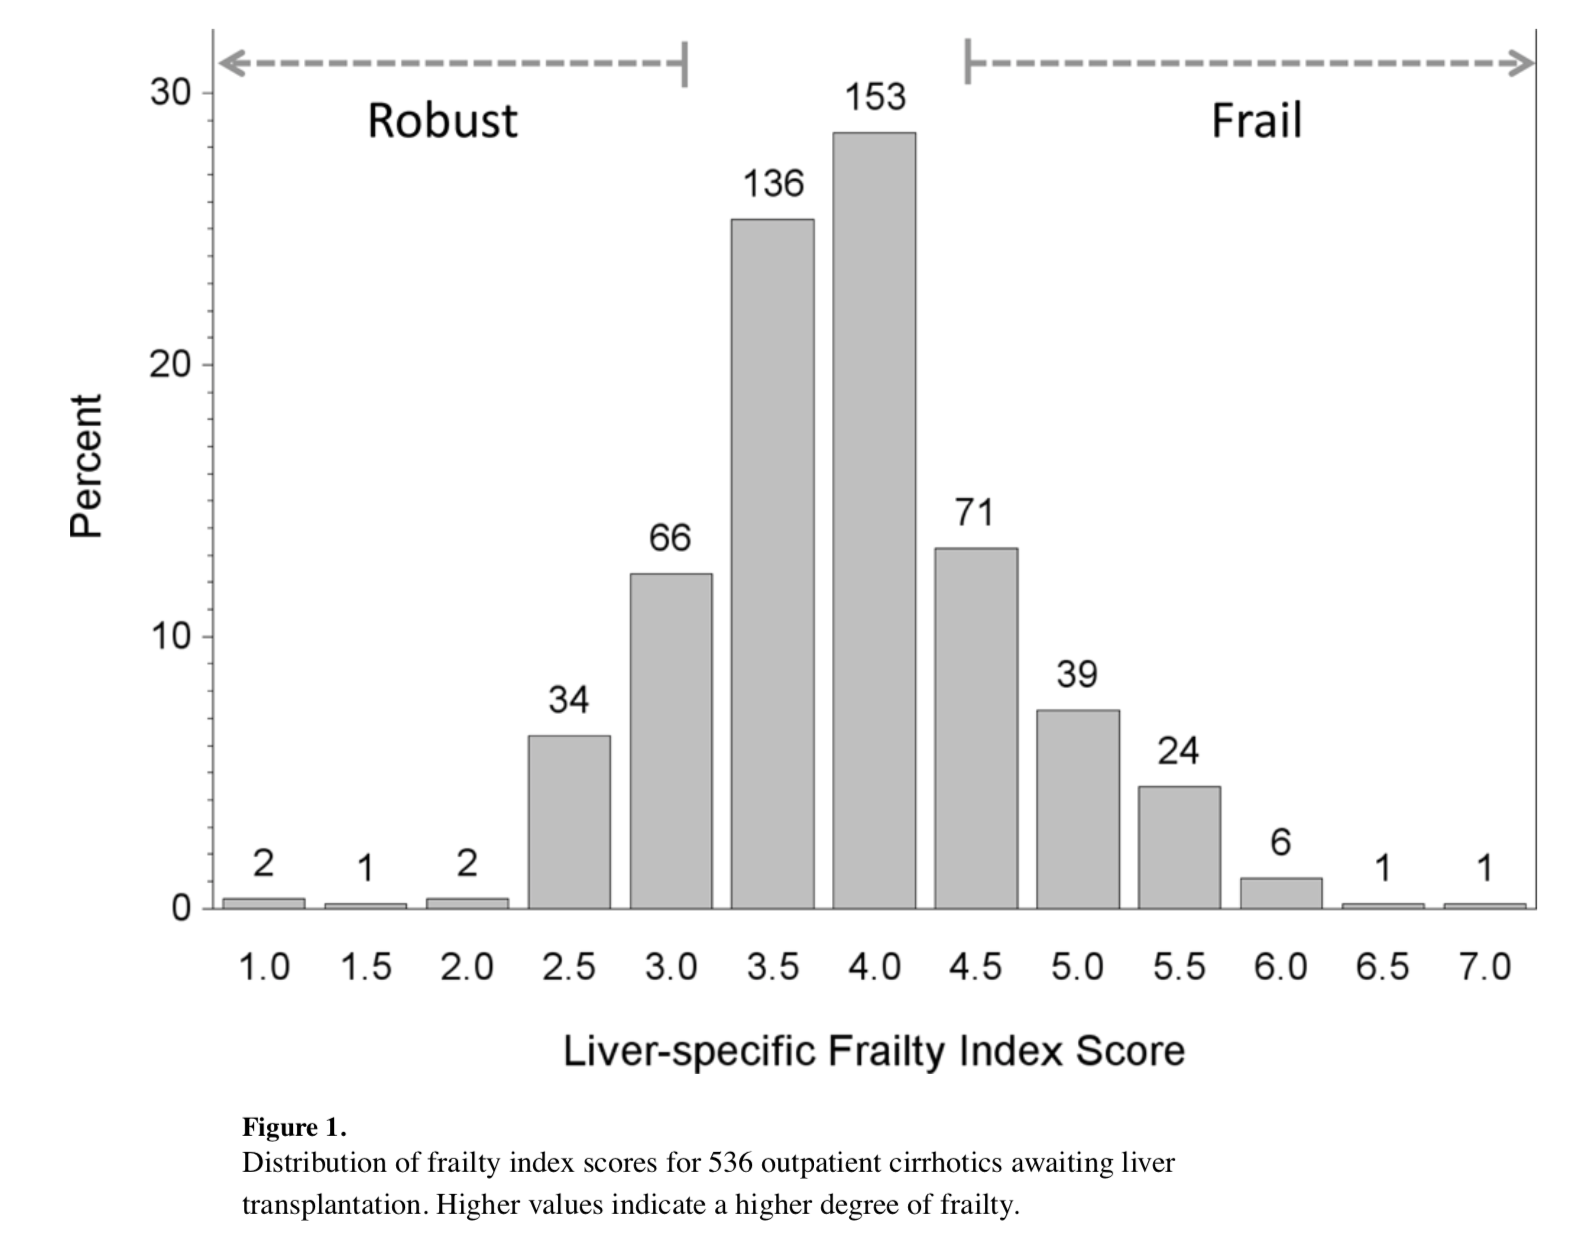 30
Robust
Frail
153
136
20
Percent
71
66
10
39
34
24
6
2
1
2
1
1
0
1.0 1.5 2.0 2.5 3.0 3.5 4.0 4.5 5.0 5.5 6.0 6.5 7.0
Liver-specific Frailty Index Score
Figure 1.
Distribution of frailty index scores for 536 outpatient cirrhotics awaiting liver
transplantation. Higher values indicate a higher degree of frailty.